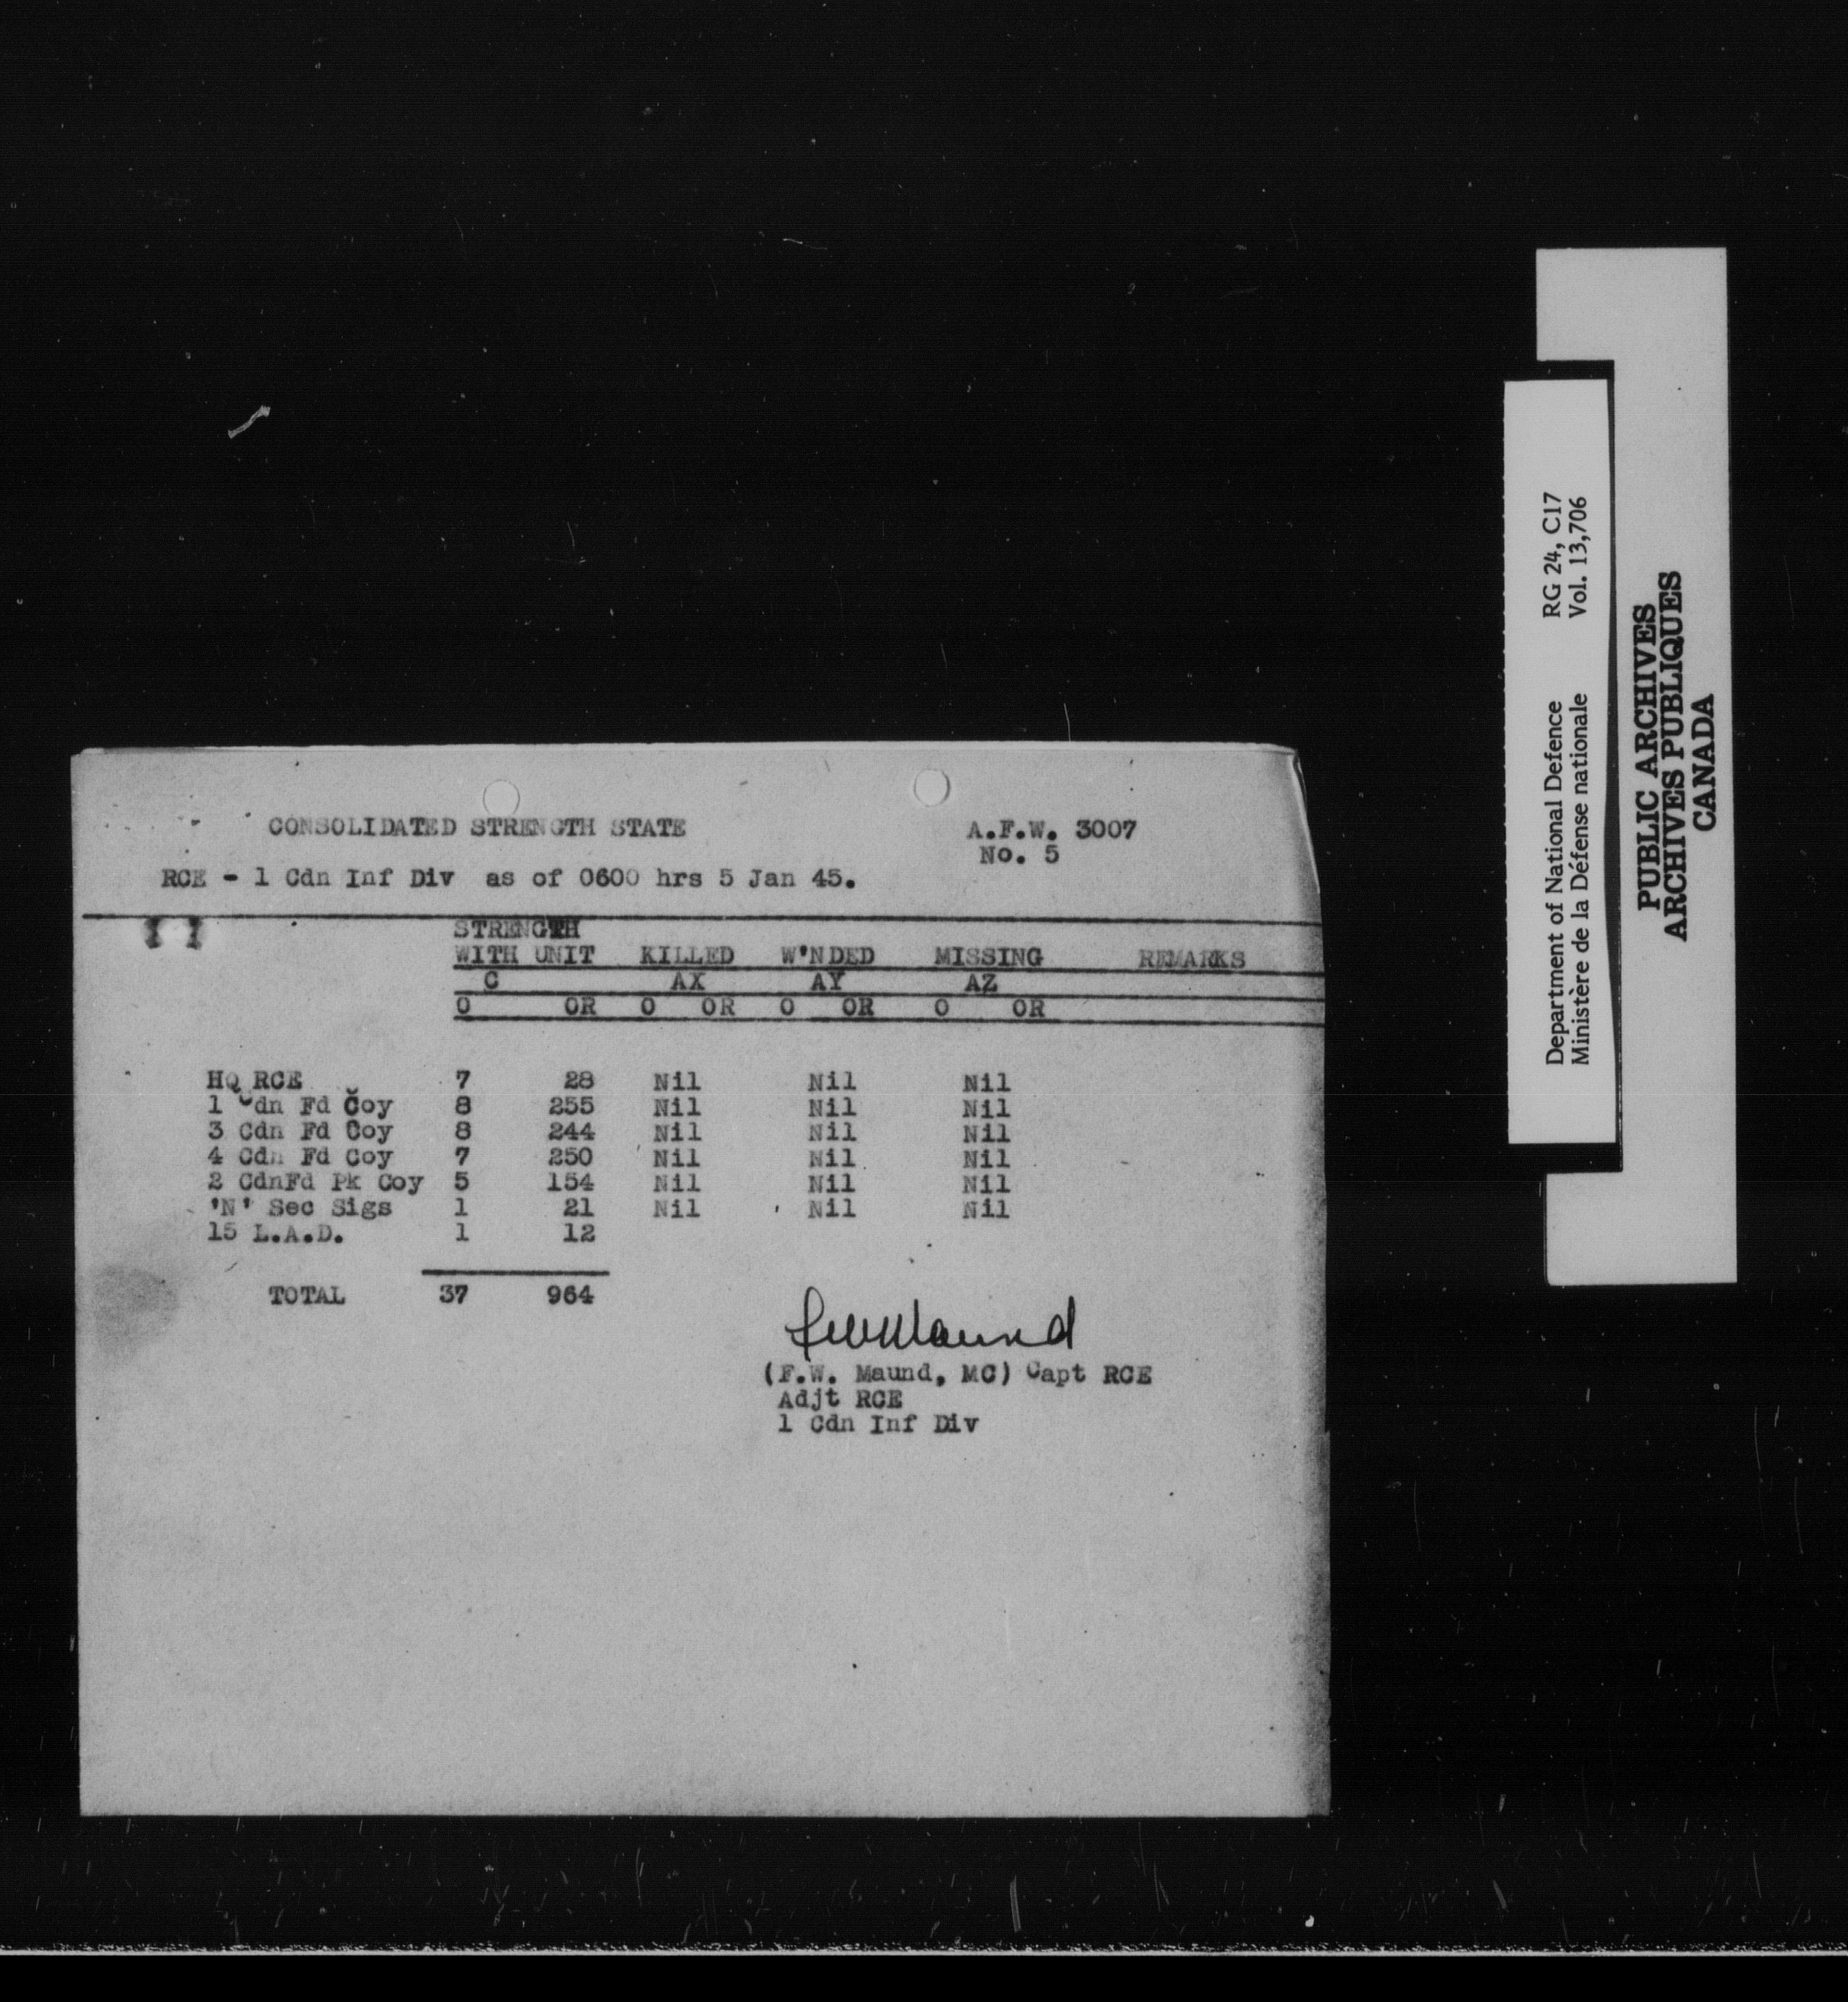 CONSOLIDATED STRENGTH STATE A.F.W. 3007
No. 5
RCE - 1 Cdn Inf Div as of 0600 hrs 5 Jan 45.
STRENGTH
WITH UNIT KILLED W'NDED MISSING REMARKS
C AX AY AZ
O OR O OR O OR O OR
HQ RCE 7 28 Nil Nil Nil
1 Cdn Fd Coy 8 255 Nil Nil Nil
3 Cdn Fd Coy 8 244 Nil Nil Nil
4 Cdn Fd Coy 7 250 Nil Nil Nil
2 CdnFd Pk Coy 5 154 Nil Nil Nil
'N' Sec Sigs 1 21 Nil Nil Nil
15 L.A.D. 1 12
TOTAL 37 964
F.W. Maund
(F.W. Maund, MC) Capt RCE
Adjt RCE
1 Cdn Inf Div
Department of National Defence RG 24, C17
Ministère de la Défense nationale Vol. 13,706
PUBLIC ARCHIVES
ARCHIVES PUBLIQUES
CANADA